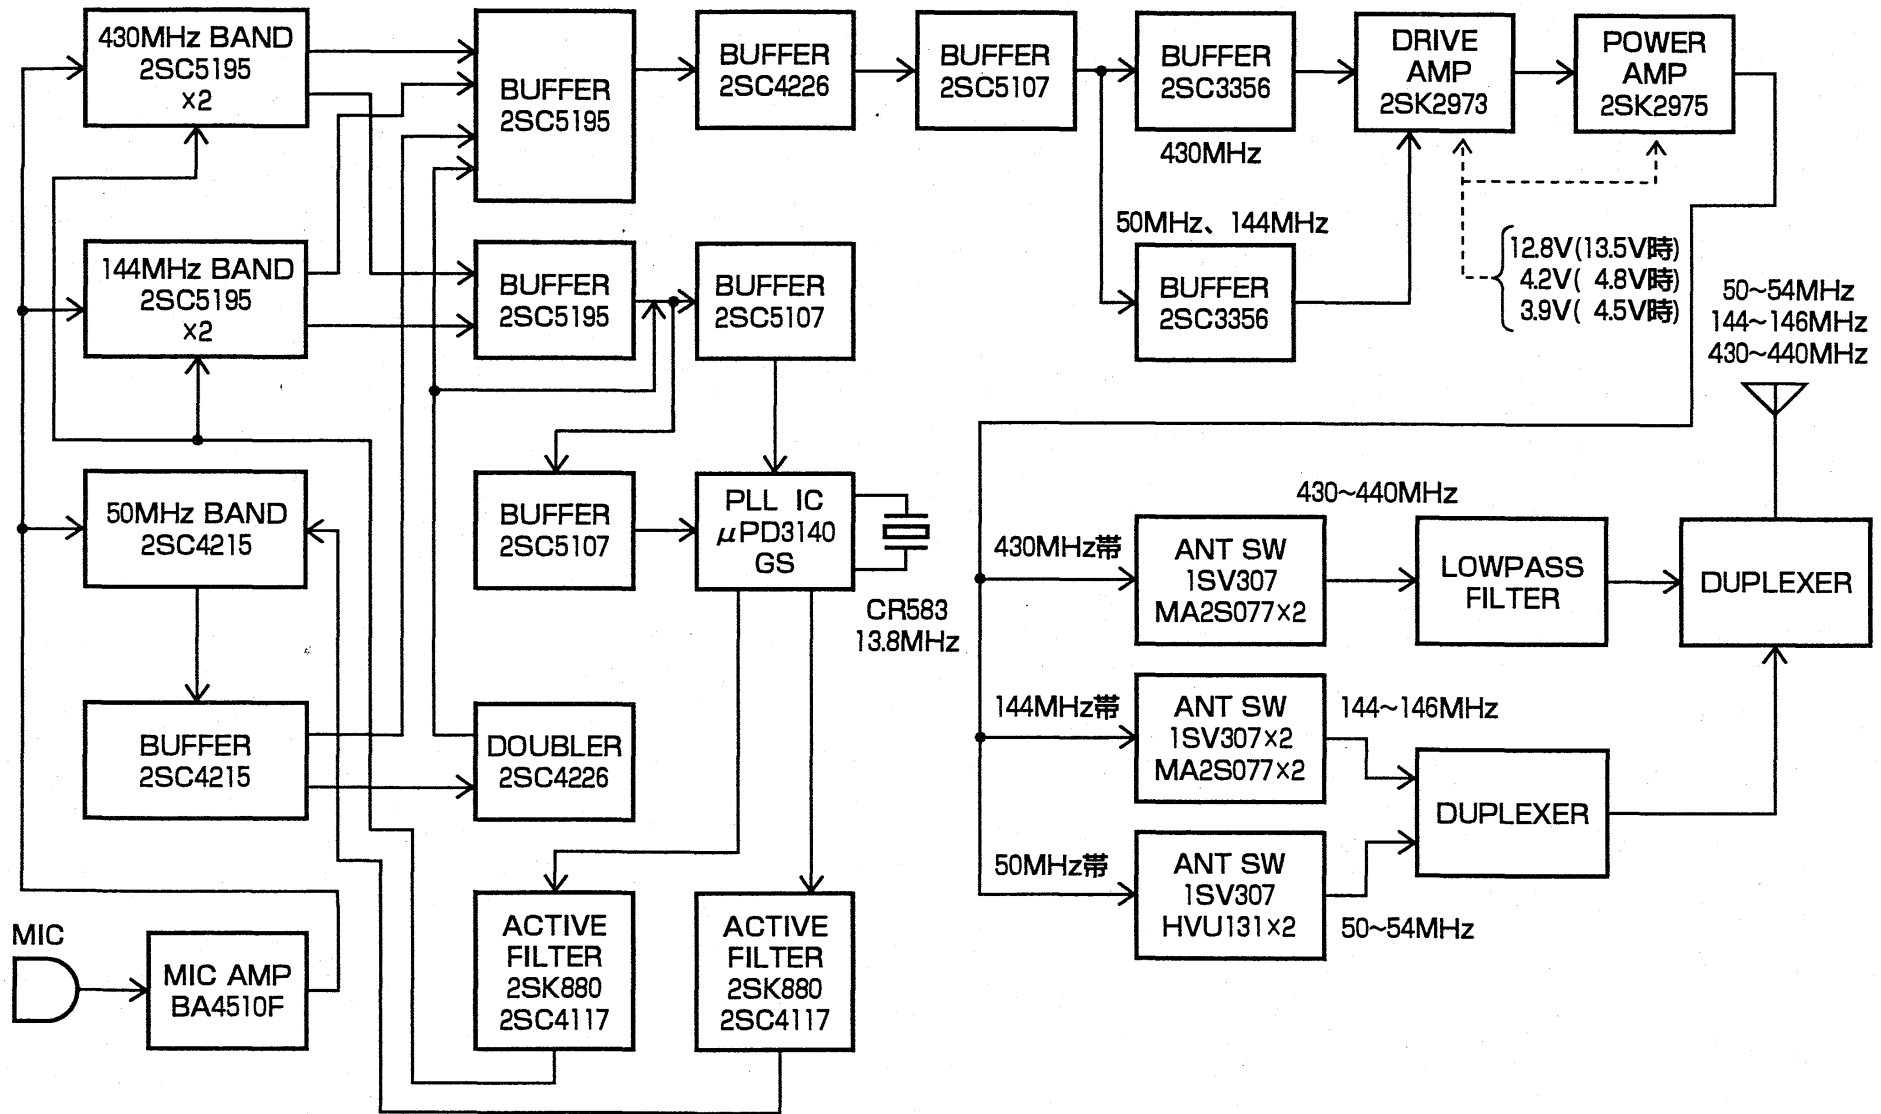 430MHz BAND
2SC5195
×2
BUFFER
2SC5195
BUFFER
2SC4226
BUFFER
2SC5107
BUFFER
2SC3356
430MHz
DRIVE
AMP
2SK2973
POWER
AMP
2SK2975
144MHz BAND
2SC5195
×2
BUFFER
2SC5195
BUFFER
2SC5107
50MHz、144MHz
BUFFER
2SC3356
12.8V(13.5V時)
4.2V( 4.8V時)
3.9V( 4.5V時)
50~54MHz
144~146MHz
430~440MHz
50MHz BAND
2SC4215
BUFFER
2SC5107
PLL IC
μPD3140
GS
CR583
13.8MHz
430MHz帯
ANT SW
1SV307
MA2S077×2
430~440MHz
LOWPASS
FILTER
DUPLEXER
BUFFER
2SC4215
DOUBLER
2SC4226
144MHz帯
ANT SW
1SV307×2
MA2S077×2
144~146MHz
DUPLEXER
50MHz帯
ANT SW
1SV307
HVU131×2
50~54MHz
MIC
MIC AMP
BA4510F
ACTIVE
FILTER
2SK880
2SC4117
ACTIVE
FILTER
2SK880
2SC4117